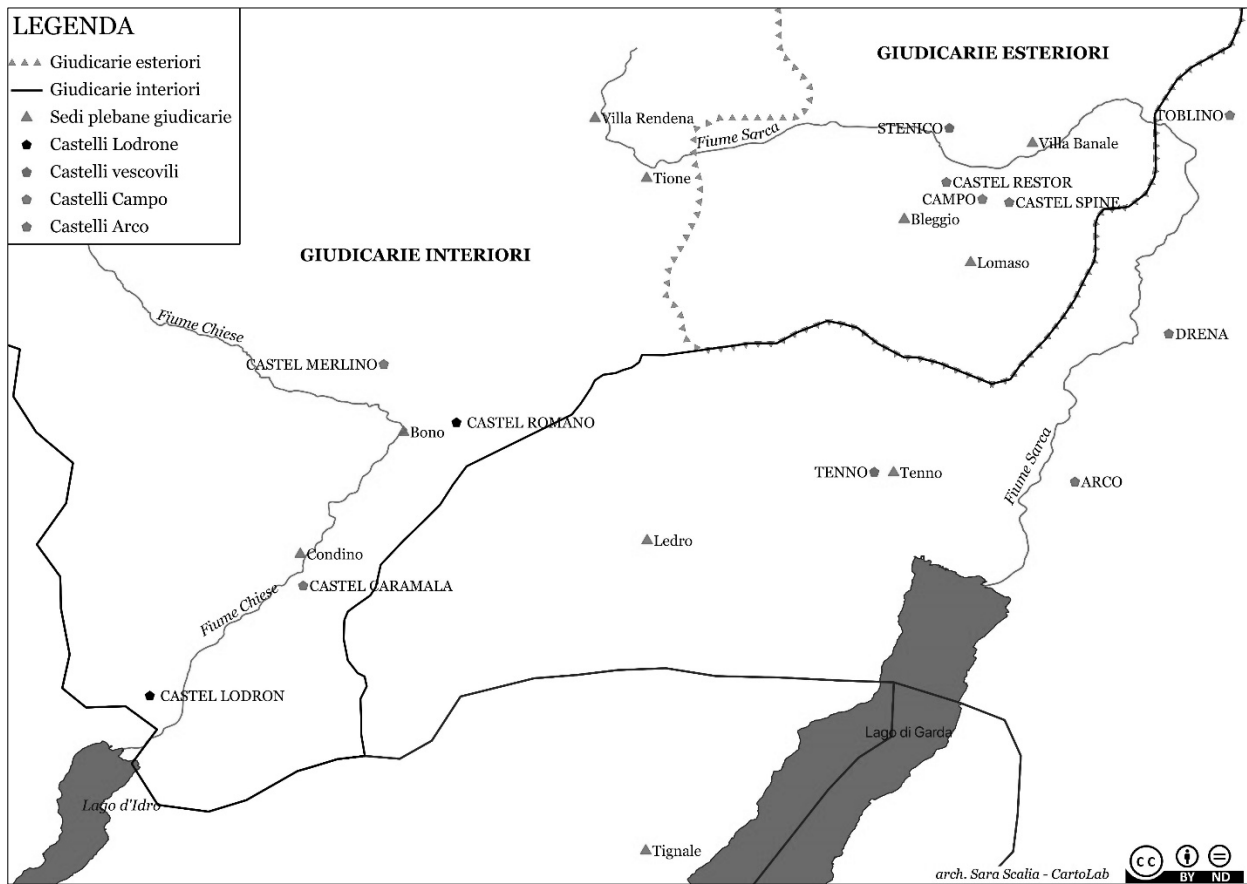 LEGENDA
Giudicarie esteriori
Giudicarie interiori
Sedi plebane giudicarie
Castelli Lodrone
Castelli vescovili
Castelli Campo
Castelli Arco
GIUDICARIE ESTERIORI
Villa Rendena
Fiume Sarca
STENICO
TOBLINO
Villa Banale
Tione
CASTEL RESTOR
CAMPO
CASTEL SPINE
Bleggio
GIUDICARIE INTERIORI
Lomaso
Fiume Chiese
DRENA
CASTEL MERLINO
CASTEL ROMANO
Bono
Fiume Sarca
TENNO
Tenno
ARCO
Ledro
Condino
CASTEL CARAMALA
Fiume Chiese
CASTEL LODRON
Lago di Garda
Lago d'Idro
Tignale
arch. Sara Scalia - CartoLab
cc
BY ND